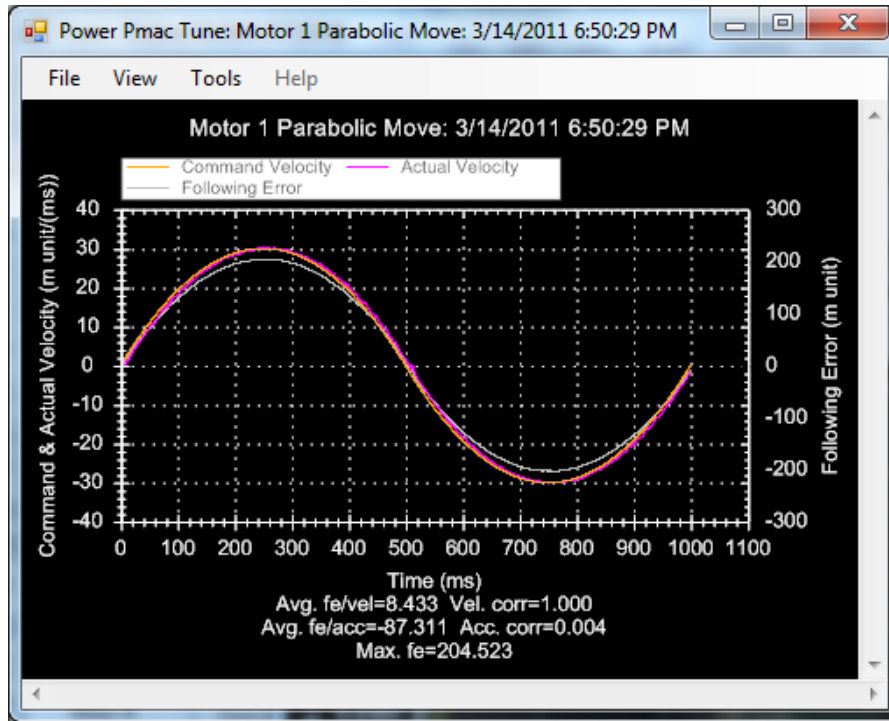 Power Pmac Tune: Motor 1 Parabolic Move: 3/14/2011 6:50:29 PM
File View Tools Help
Motor 1 Parabolic Move: 3/14/2011 6:50:29 PM
Command Velocity Actual Velocity
Following Error
Command & Actual Velocity (m unit/(ms))
40
30
20
10
0
-10
-20
-30
-40
300
200
100
0
-100
-200
-300
Following Error (m unit)
0 100 200 300 400 500 600 700 800 900 1000 1100
Time (ms)
Avg. fe/vel=8.433 Vel. corr=1.000
Avg. fe/acc=-87.311 Acc. corr=0.004
Max. fe=204.523